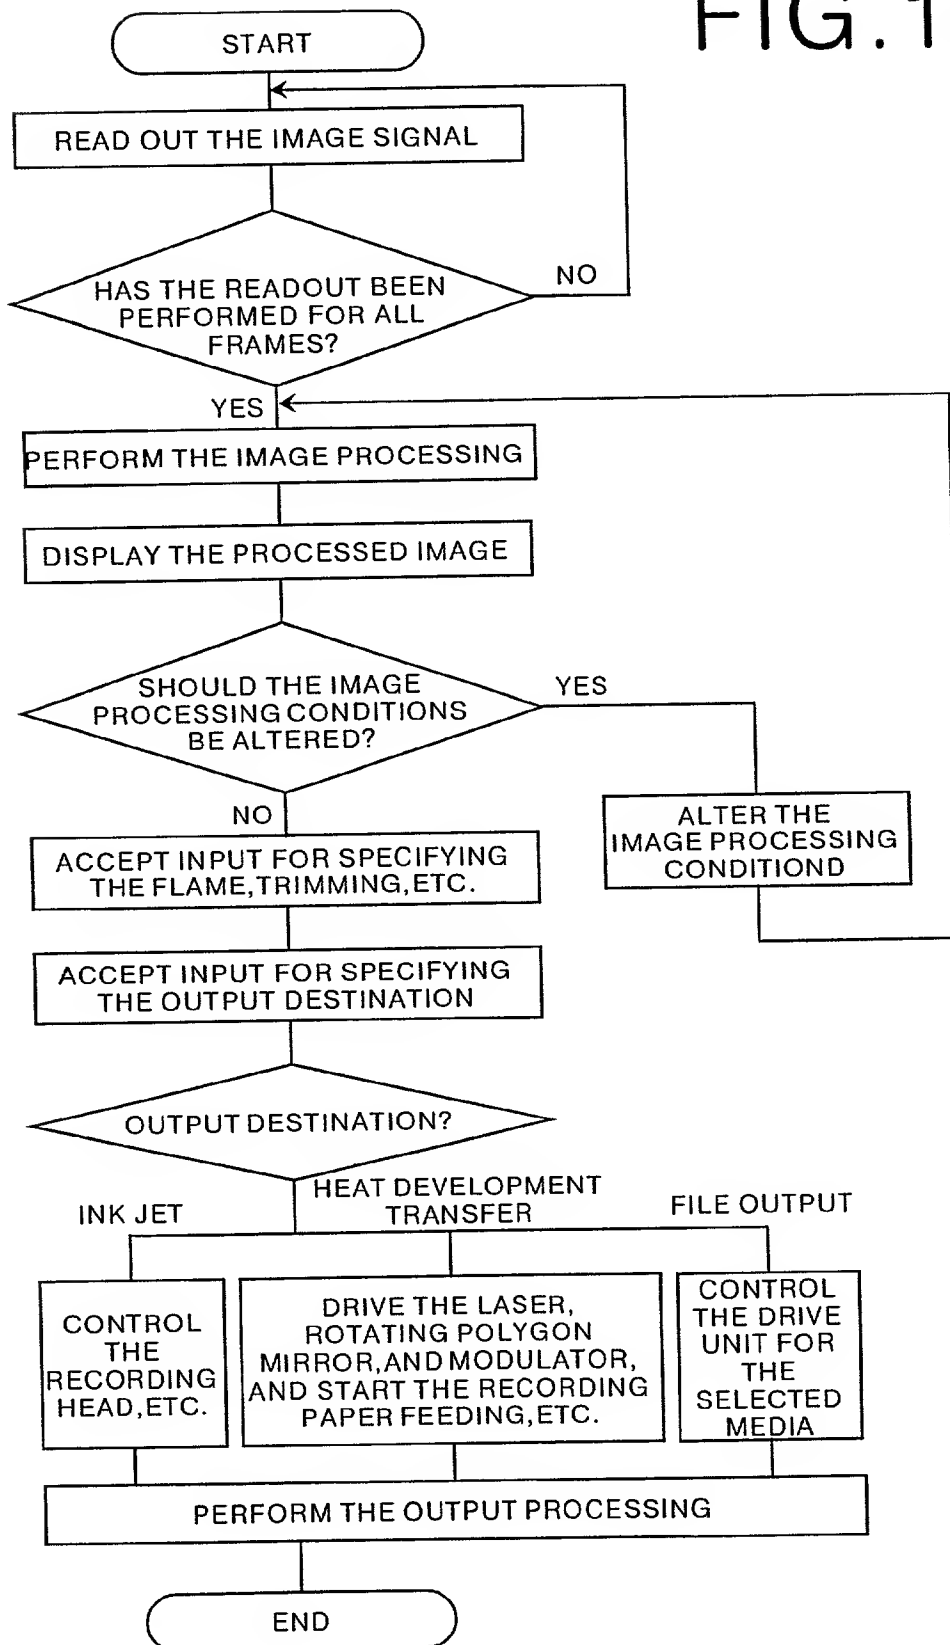 FIG.1
START
READ OUT THE IMAGE SIGNAL
HAS THE READOUT BEEN
PERFORMED FOR ALL
FRAMES?
NO
YES
PERFORM THE IMAGE PROCESSING
DISPLAY THE PROCESSED IMAGE
SHOULD THE IMAGE
PROCESSING CONDITIONS
BE ALTERED?
YES
NO
ALTER THE
IMAGE PROCESSING
CONDITIOND
ACCEPT INPUT FOR SPECIFYING
THE FLAME, TRIMMING, ETC.
ACCEPT INPUT FOR SPECIFYING
THE OUTPUT DESTINATION
OUTPUT DESTINATION?
INK JET
HEAT DEVELOPMENT
TRANSFER
FILE OUTPUT
CONTROL
THE
RECORDING
HEAD, ETC.
DRIVE THE LASER,
ROTATING POLYGON
MIRROR, AND MODULATOR,
AND START THE RECORDING
PAPER FEEDING, ETC.
CONTROL
THE DRIVE
UNIT FOR
THE
SELECTED
MEDIA
PERFORM THE OUTPUT PROCESSING
END